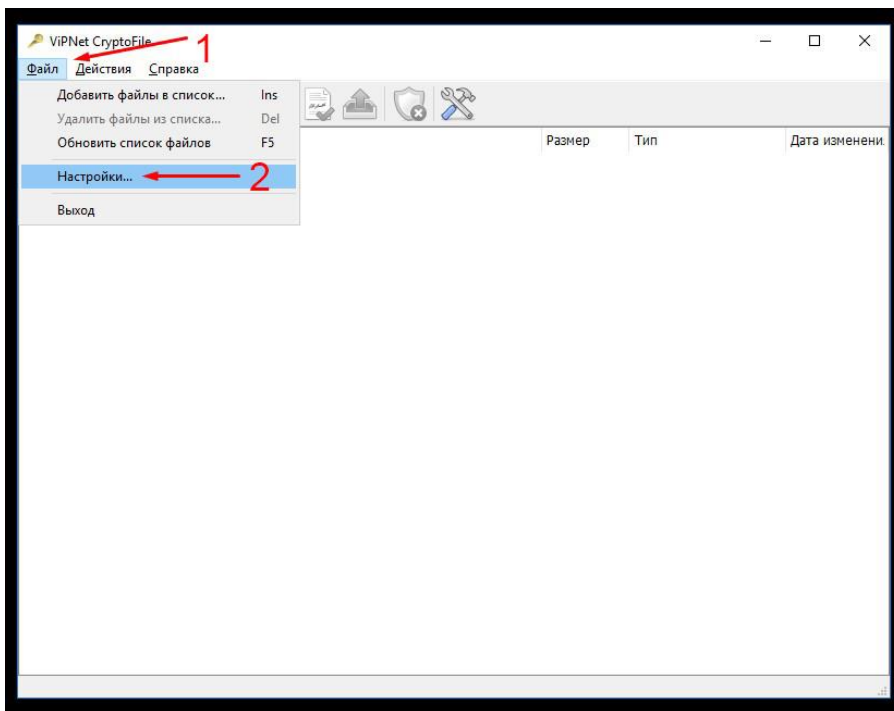 ViPNet CryptoFile
1
Файл Действия Справка
Добавить файлы в список... Ins
Удалить файлы из списка... Del
Обновить список файлов F5
Размер Тип Дата изменени
Настройки... 2
Выход